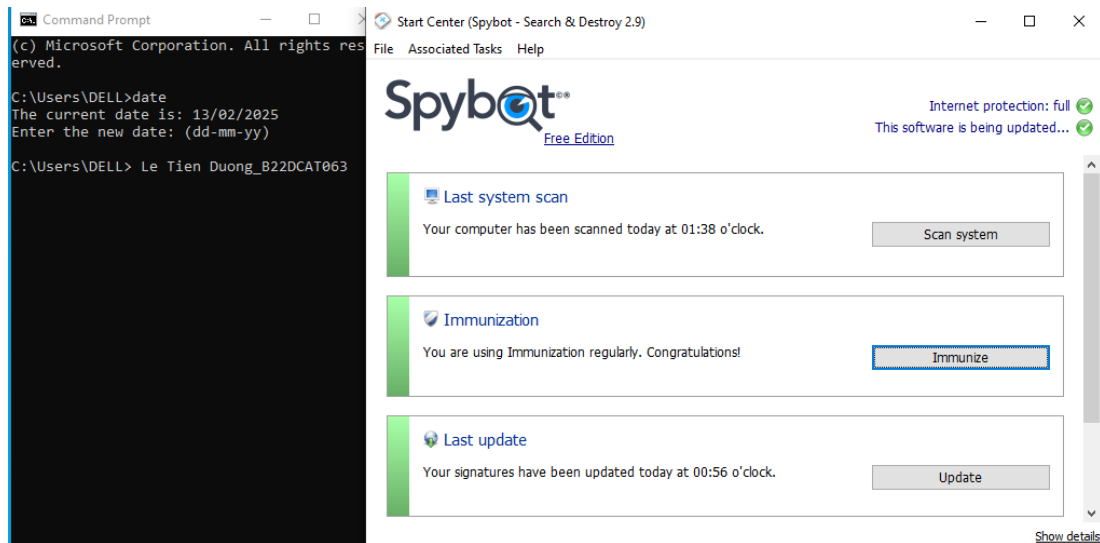 Command Prompt
(c) Microsoft Corporation. All rights res
erved.
C:\Users\DELL>date
The current date is: 13/02/2025
Enter the new date: (dd-mm-yy)
C:\Users\DELL> Le Tien Duong_B22DCAT063
Start Center (Spybot - Search & Destroy 2.9)
File Associated Tasks Help
Spybot
Free Edition
Internet protection: full
This software is being updated...
Last system scan
Your computer has been scanned today at 01:38 o'clock.
Scan system
Immunization
You are using Immunization regularly. Congratulations!
Immunize
Last update
Your signatures have been updated today at 00:56 o'clock.
Update
Show details